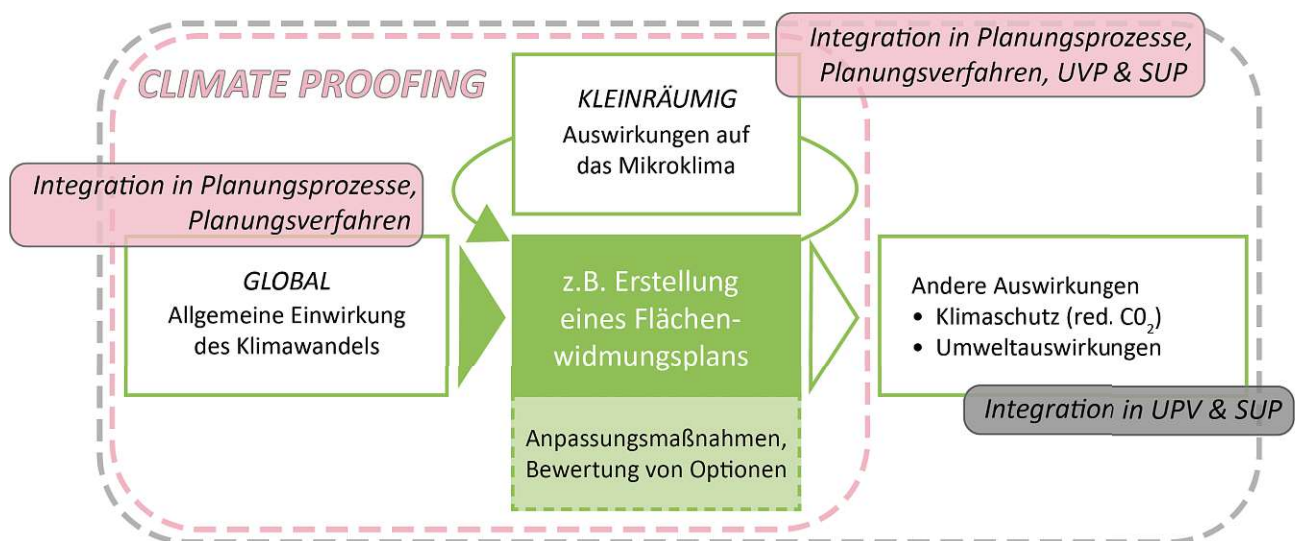 Integration in Planungsprozesse,
Planungsverfahren, UVP & SUP
CLIMATE PROOFING
KLEINRÄUMIG
Auswirkungen auf
das Mikroklima
Integration in Planungsprozesse,
Planungsverfahren
GLOBAL
Allgemeine Einwirkung
des Klimawandels
z.B. Erstellung
eines Flächen-
widmungsplans
Andere Auswirkungen
• Klimaschutz (red. C0₂)
• Umweltauswirkungen
Integration in UPV & SUP
Anpassungsmaßnahmen,
Bewertung von Optionen